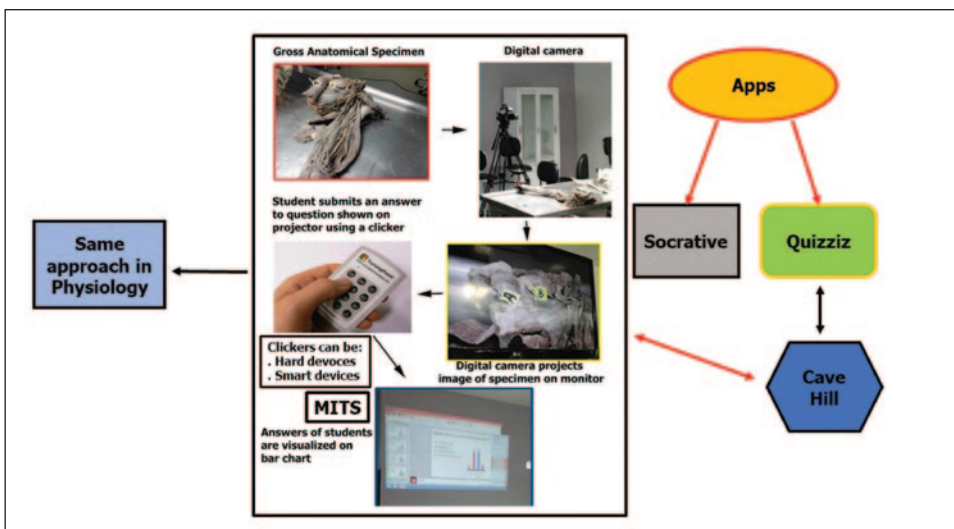 Gross Anatomical Specimen
Digital camera
Student submits an answer
to question shown on
projector using a clicker
Clickers can be:
. Hard devoces
. Smart devices
Digital camera projects
image of specimen on monitor
MITS
Answers of students
are visualized on
bar chart
Same
approach in
Physiology
Apps
Socrative
Quizziz
Cave
Hill